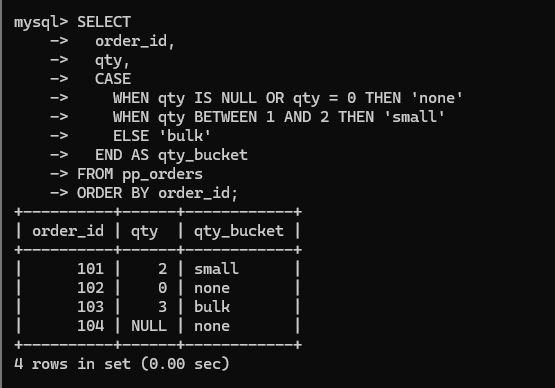 mysql> SELECT
    ->   order_id,
    ->   qty,
    ->   CASE
    ->     WHEN qty IS NULL OR qty = 0 THEN 'none'
    ->     WHEN qty BETWEEN 1 AND 2 THEN 'small'
    ->     ELSE 'bulk'
    ->   END AS qty_bucket
    -> FROM pp_orders
    -> ORDER BY order_id;
+----------+------+------------+
| order_id | qty  | qty_bucket |
+----------+------+------------+
|      101 |    2 | small      |
|      102 |    0 | none       |
|      103 |    3 | bulk       |
|      104 | NULL | none       |
+----------+------+------------+
4 rows in set (0.00 sec)